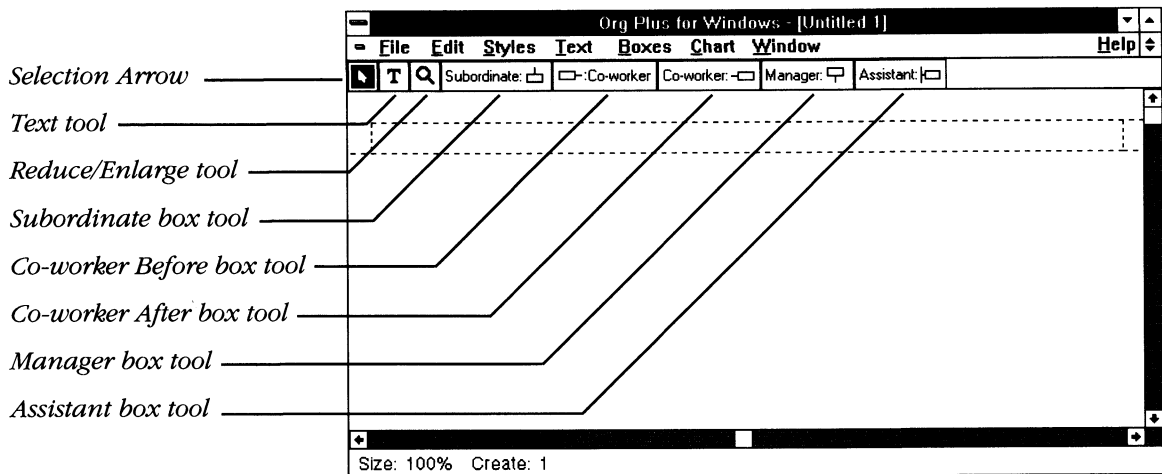 Org Plus for Windows - [Untitled 1]
File Edit Styles Text Boxes Chart Window Help
Selection Arrow
T Subordinate: :Co-worker Co-worker: Manager: Assistant:
Text tool
Reduce/Enlarge tool
Subordinate box tool
Co-worker Before box tool
Co-worker After box tool
Manager box tool
Assistant box tool
Size: 100% Create: 1